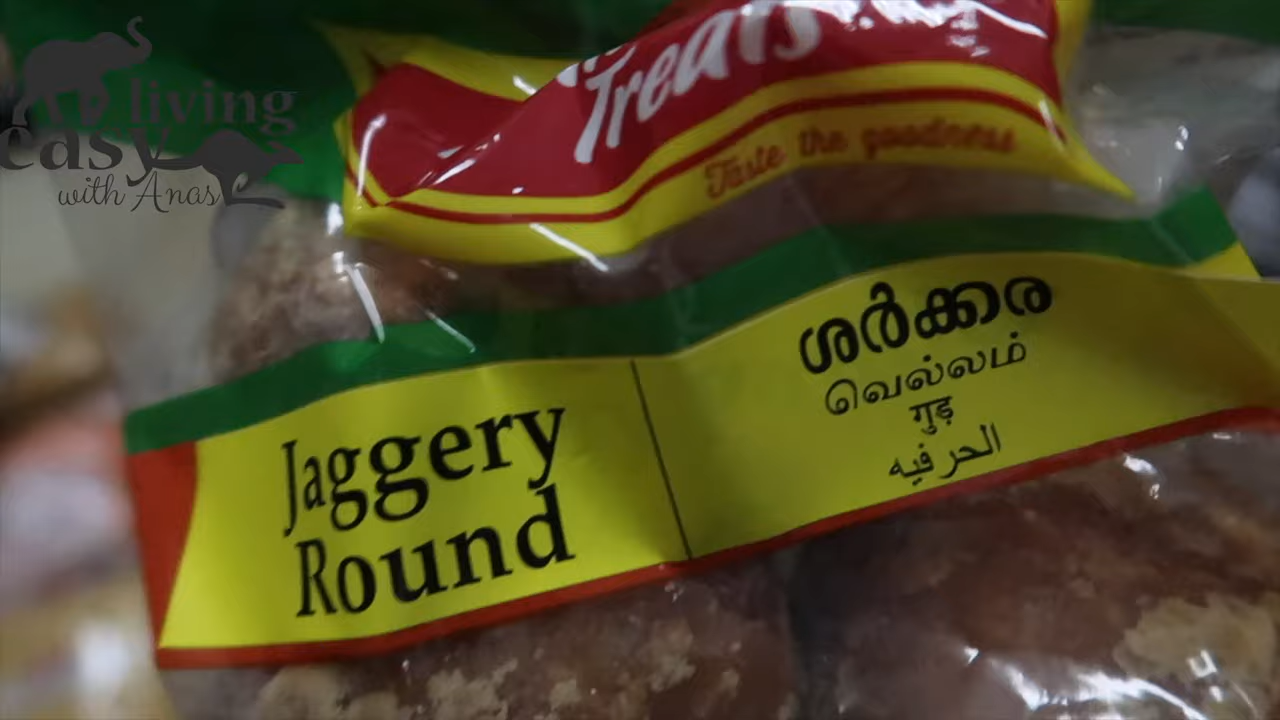 living
easy
with Anas
Treats
Taste the goodness
Jaggery
Round
ശർക്കര
வெல்லம்
गुड़
الحرفيه